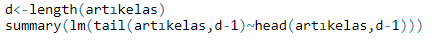 d<-length(artıkelas)
summary(lm(tail(artıkelas,d-1)~head(artıkelas,d-1)))